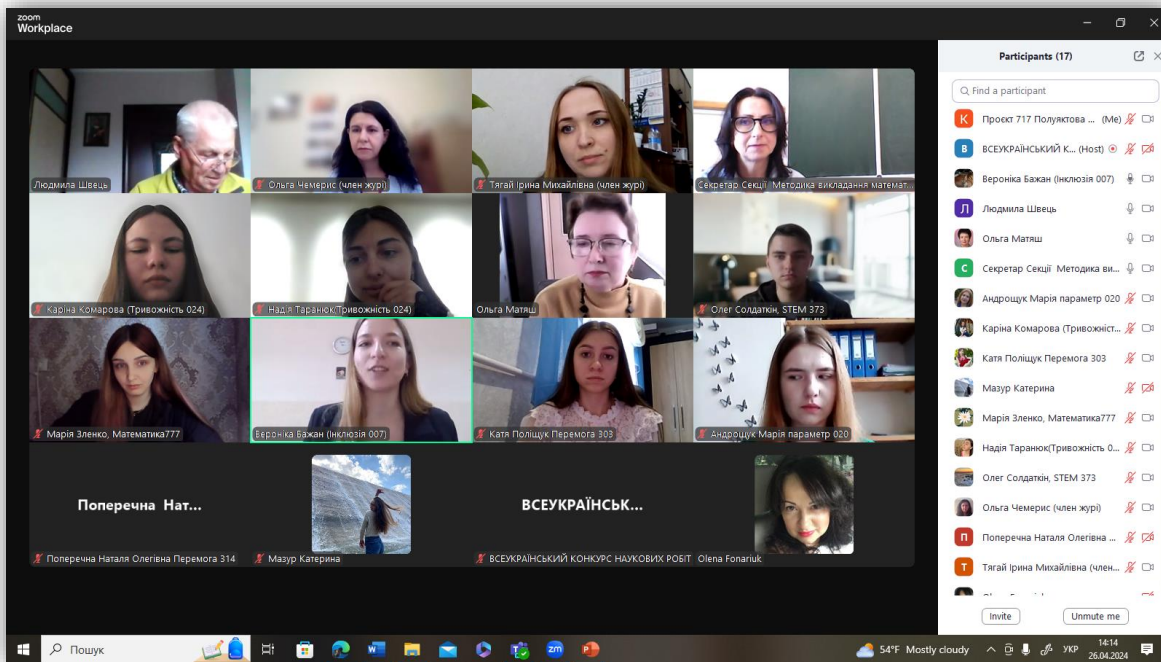 zoom
Workplace
Людмила Швець
Ольга Чемерис (член журі)
Тягай Ірина Михайлівна (член журі)
Секретар Секції Методика викладання математ...
Каріна Комарова (Тривожність 024)
Надія Таранюк(Тривожність 024)
Ольга Матяш
Олег Солдаткін, STEM 373
Марія Зленко, Математика777
Вероніка Бажан (Інклюзія 007)
Катя Поліщук Перемога 303
Андрощук Марія параметр 020
Поперечна Нат...
ВСЕУКРАЇНСЬК...
Поперечна Наталя Олегівна Перемога 314
Мазур Катерина
ВСЕУКРАЇНСЬКИЙ КОНКУРС НАУКОВИХ РОБІТ
Olena Fonariuk
Participants (17)
Find a participant
К Проєкт 717 Полуяктова ... (Me)
В ВСЕУКРАЇНСЬКИЙ К... (Host)
Вероніка Бажан (Інклюзія 007)
Л Людмила Швець
Ольга Матяш
С Секретар Секції Методика ви...
Андрощук Марія параметр 020
Каріна Комарова (Тривожніст...
Катя Поліщук Перемога 303
Мазур Катерина
Марія Зленко, Математика777
Надія Таранюк(Тривожність 0...
Олег Солдаткін, STEM 373
Ольга Чемерис (член журі)
П Поперечна Наталя Олегівна ...
Т Тягай Ірина Михайлівна (член...
Invite
Unmute me
Пошук
54°F Mostly cloudy
УКР
14:14
26.04.2024